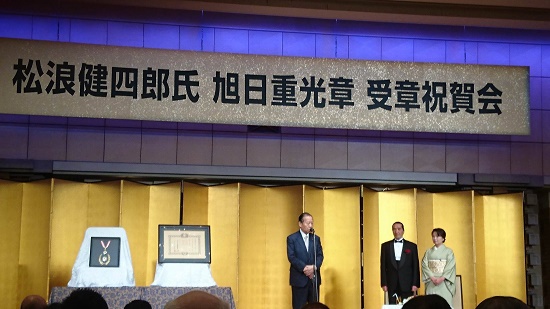 松浪健四郎氏 旭日重光章 受章祝賀会